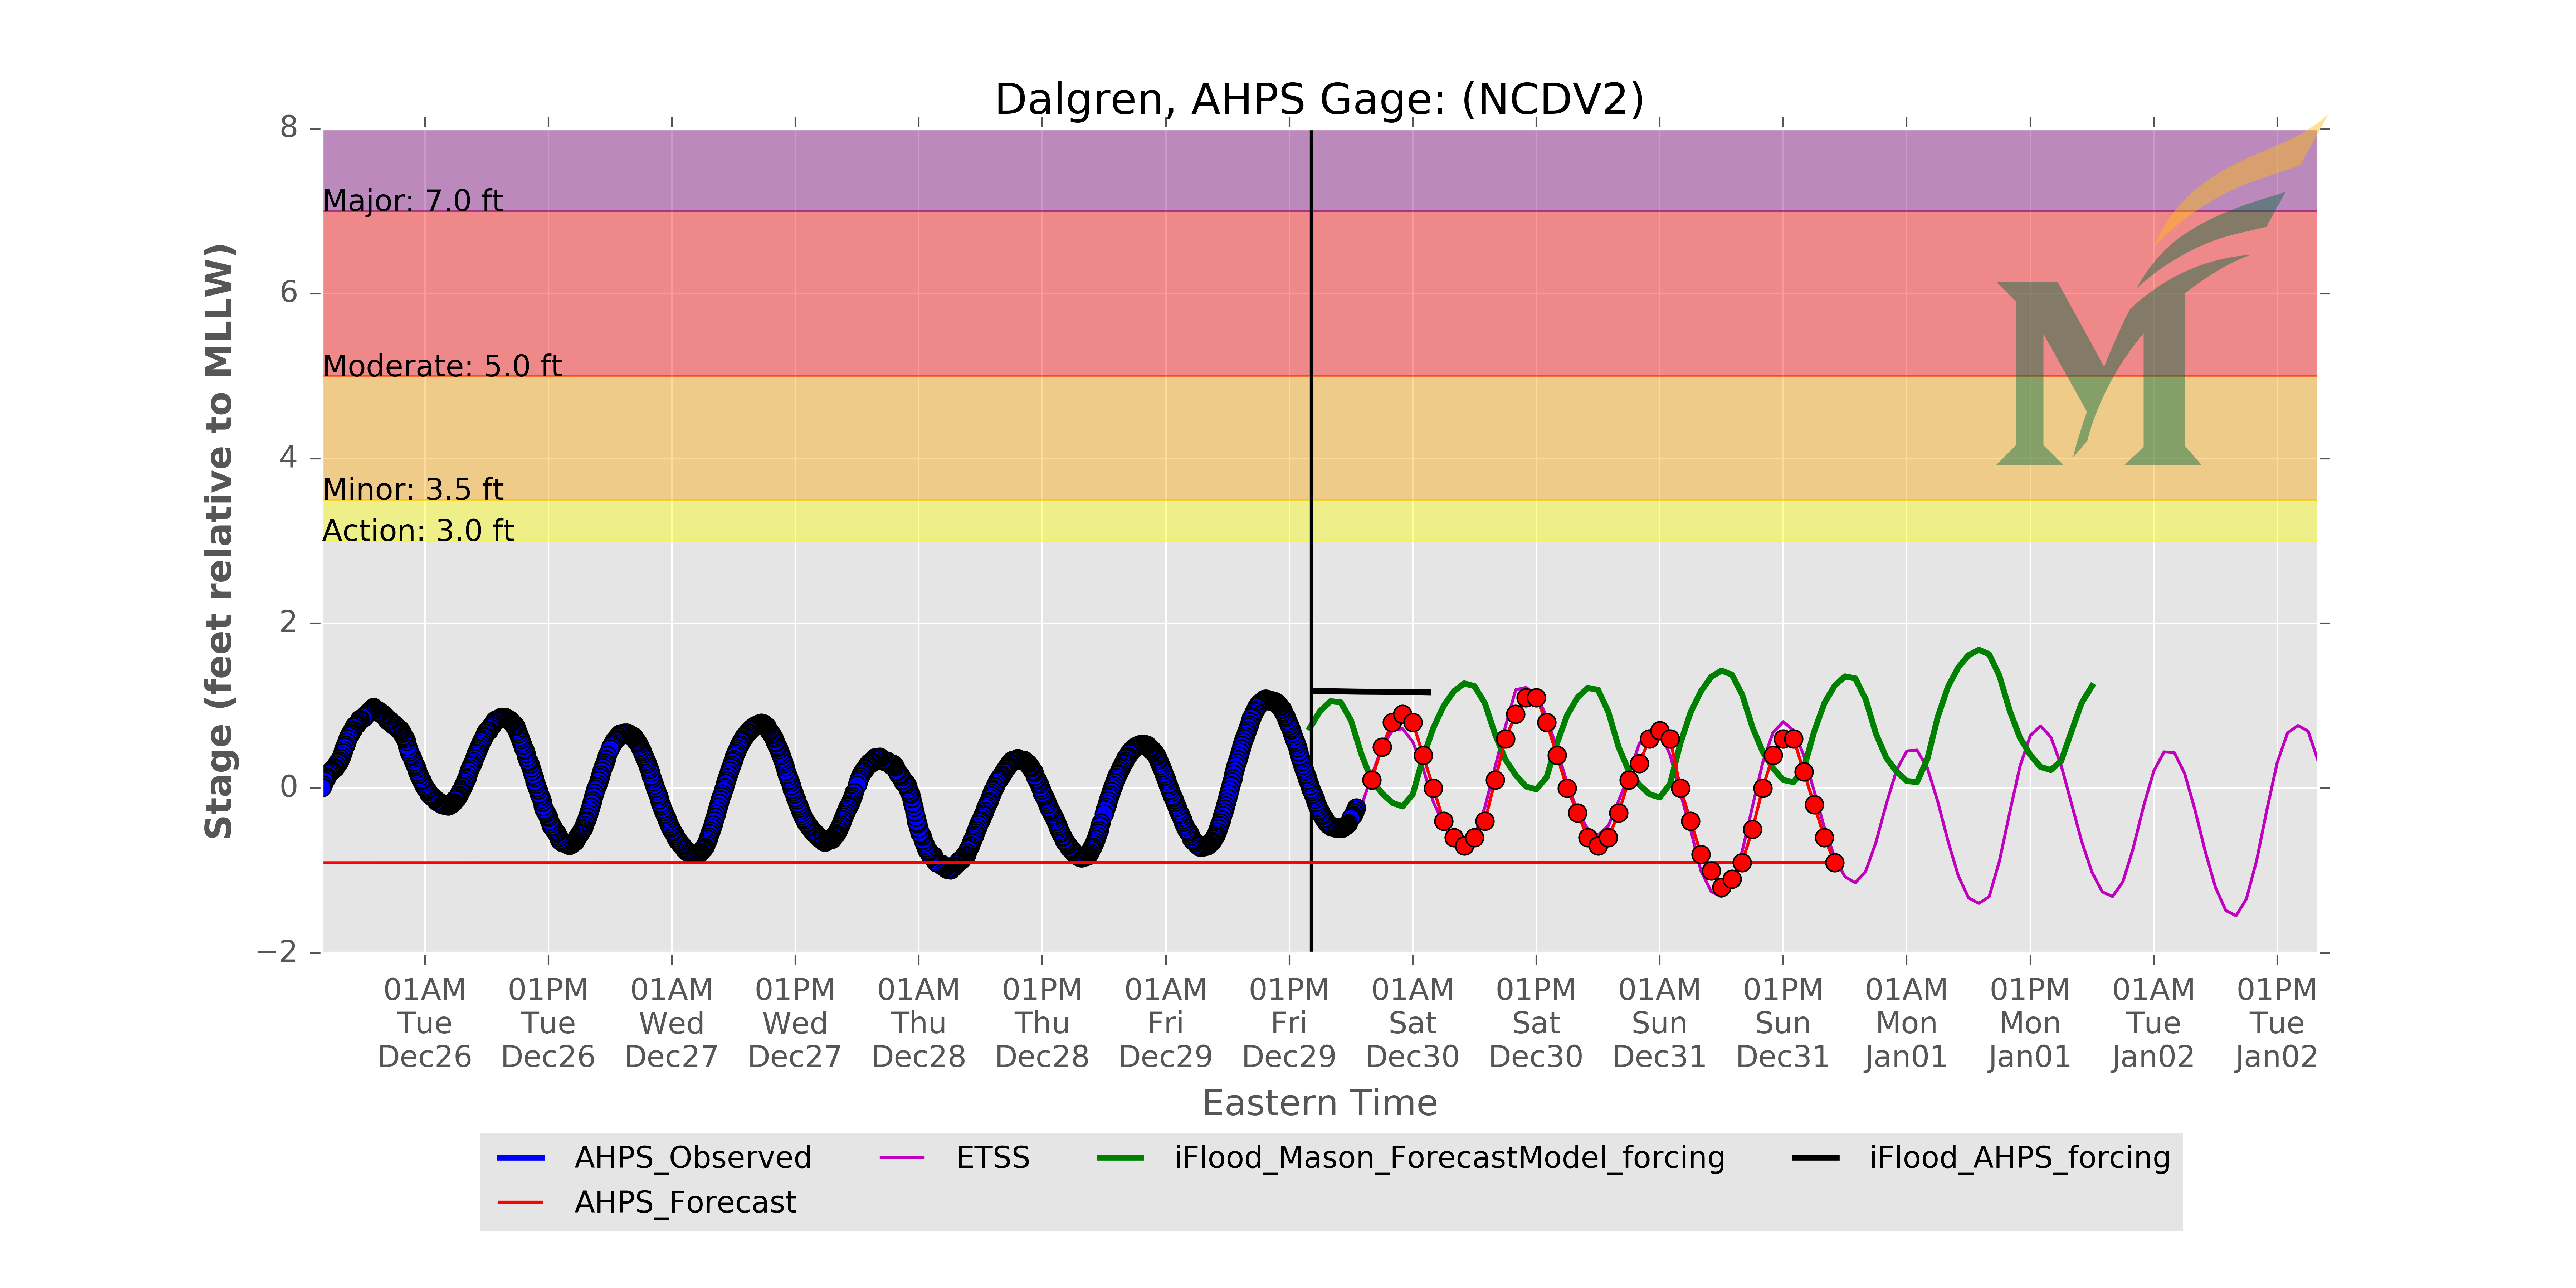 Dalgren, AHPS Gage: (NCDV2)
8
Major: 7.0 ft
6
Moderate: 5.0 ft
4
Minor: 3.5 ft
Action: 3.0 ft
2
0
−2
Stage (feet relative to MLLW)
01AM 01PM 01AM 01PM 01AM 01PM 01AM 01PM 01AM 01PM 01AM 01PM 01AM 01PM 01AM 01PM
Tue Tue Wed Wed Thu Thu Fri Fri Sat Sat Sun Sun Mon Mon Tue Tue
Dec26 Dec26 Dec27 Dec27 Dec28 Dec28 Dec29 Dec29 Dec30 Dec30 Dec31 Dec31 Jan01 Jan01 Jan02 Jan02
Eastern Time
AHPS_Observed ETSS iFlood_Mason_ForecastModel_forcing iFlood_AHPS_forcing
AHPS_Forecast